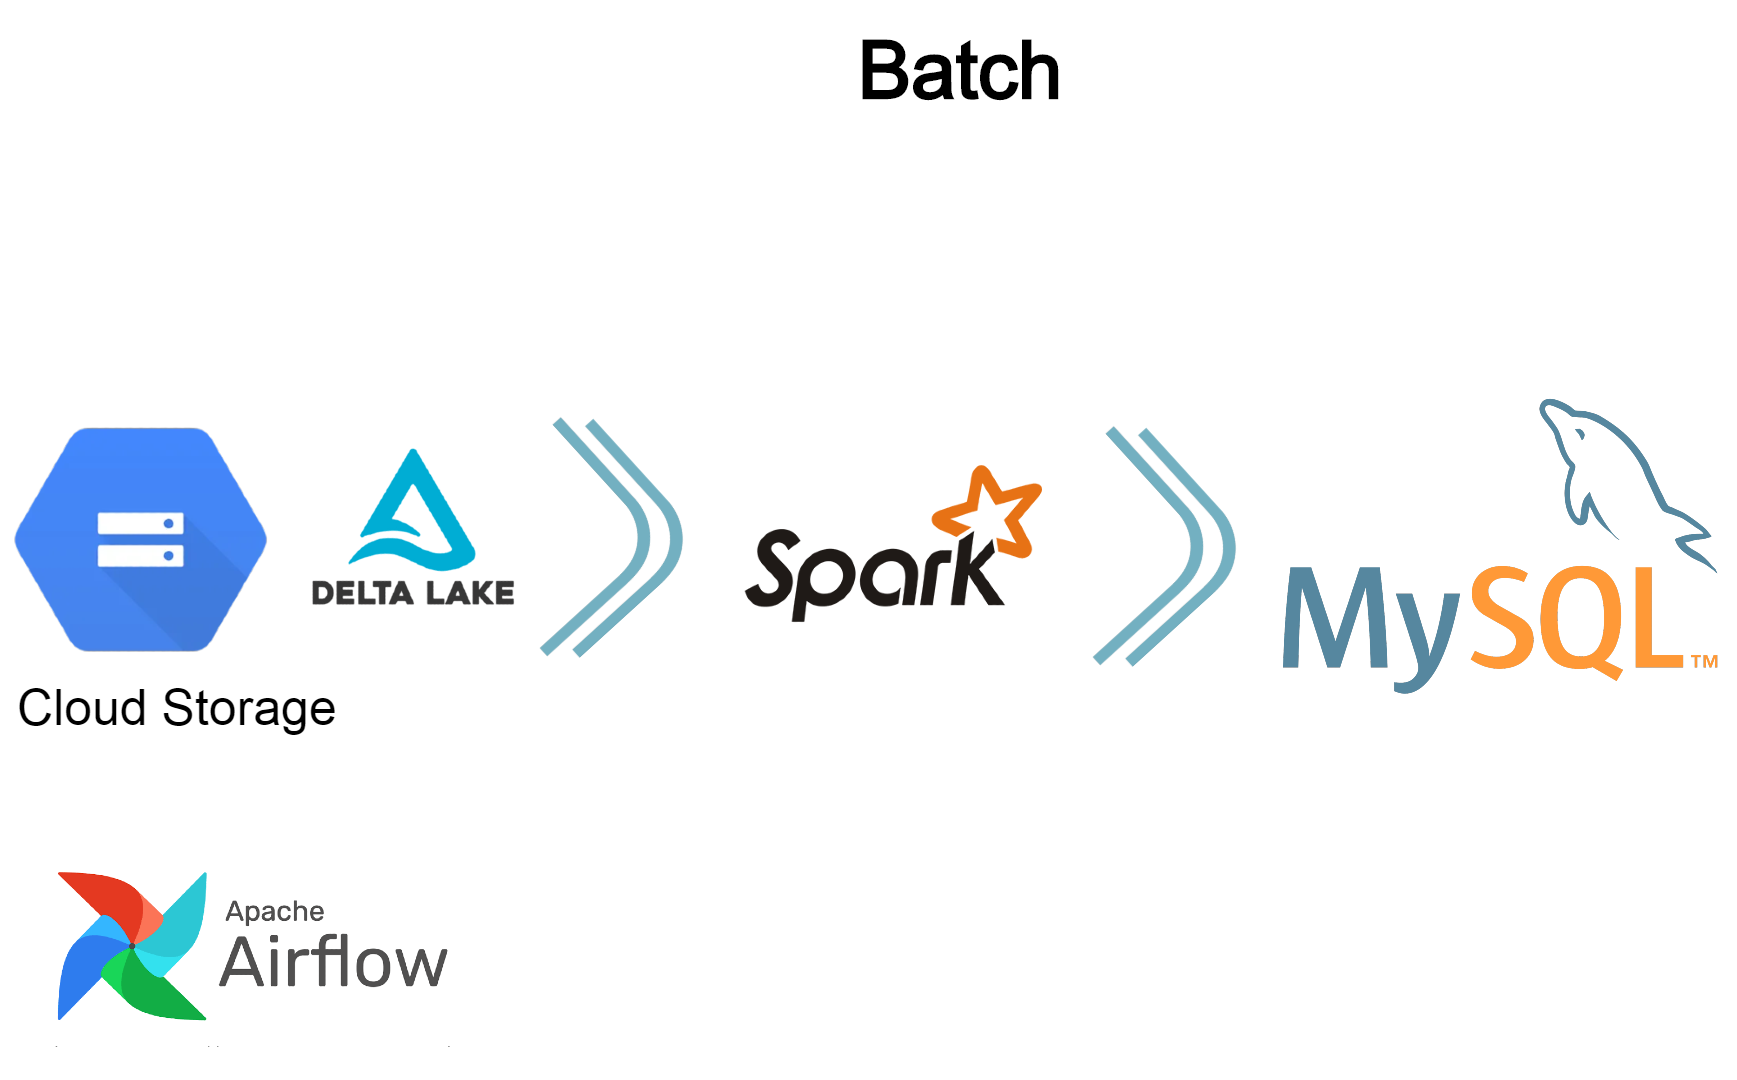 Batch
DELTA LAKE
Spark
MySQL™
Cloud Storage
Apache
Airflow